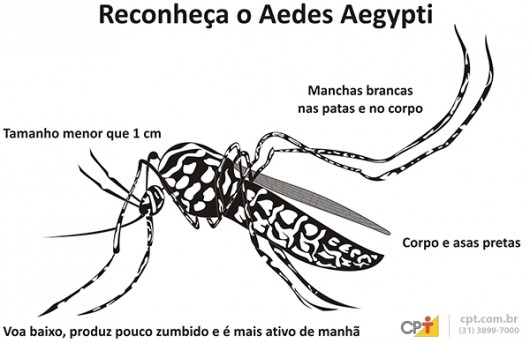 Reconheça o Aedes Aegypti
Manchas brancas
nas patas e no corpo
Tamanho menor que 1 cm
Corpo e asas pretas
Voa baixo, produz pouco zumbido e é mais ativo de manhã
CPT
cpt.com.br
(31) 3899-7000